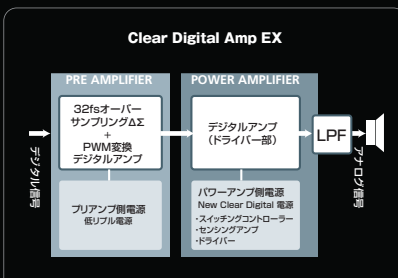 Clear Digital Amp EX
PRE AMPLIFIER
POWER AMPLIFIER
32fsオーバー
サンプリングΔΣ
+
PWM変換
デジタルアンプ
デジタルアンプ
(ドライバー部)
LPF
デジタル信号
アナログ信号
プリアンプ側電源
低リプル電源
パワーアンプ側電源
New Clear Digital 電源
・スイッチングコントローラー
・センシングアンプ
・ドライバー